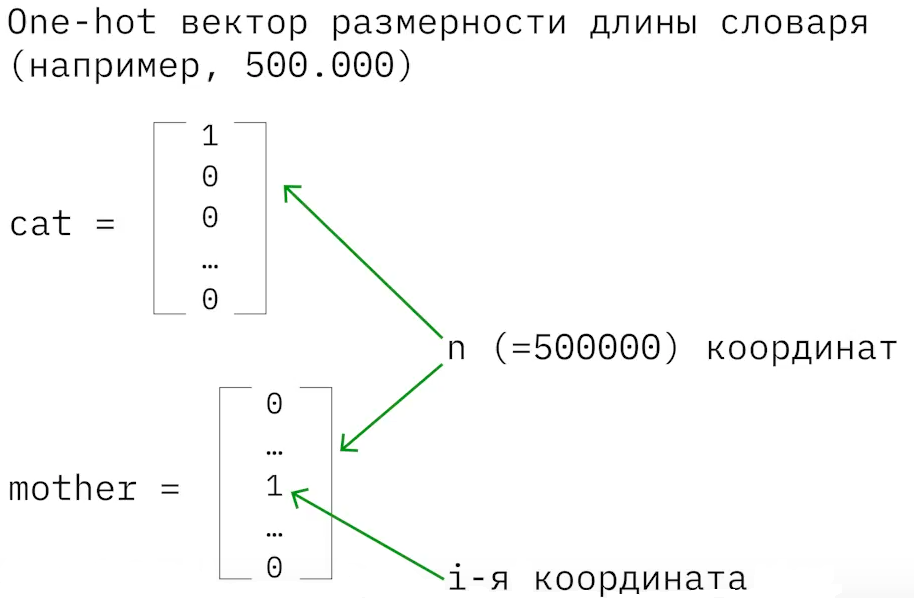 One-hot вектор размерности длины словаря
(например, 500.000)
1
0
0
…
0
cat =
n (=500000) координат
0
…
1
…
0
mother =
i-я координата